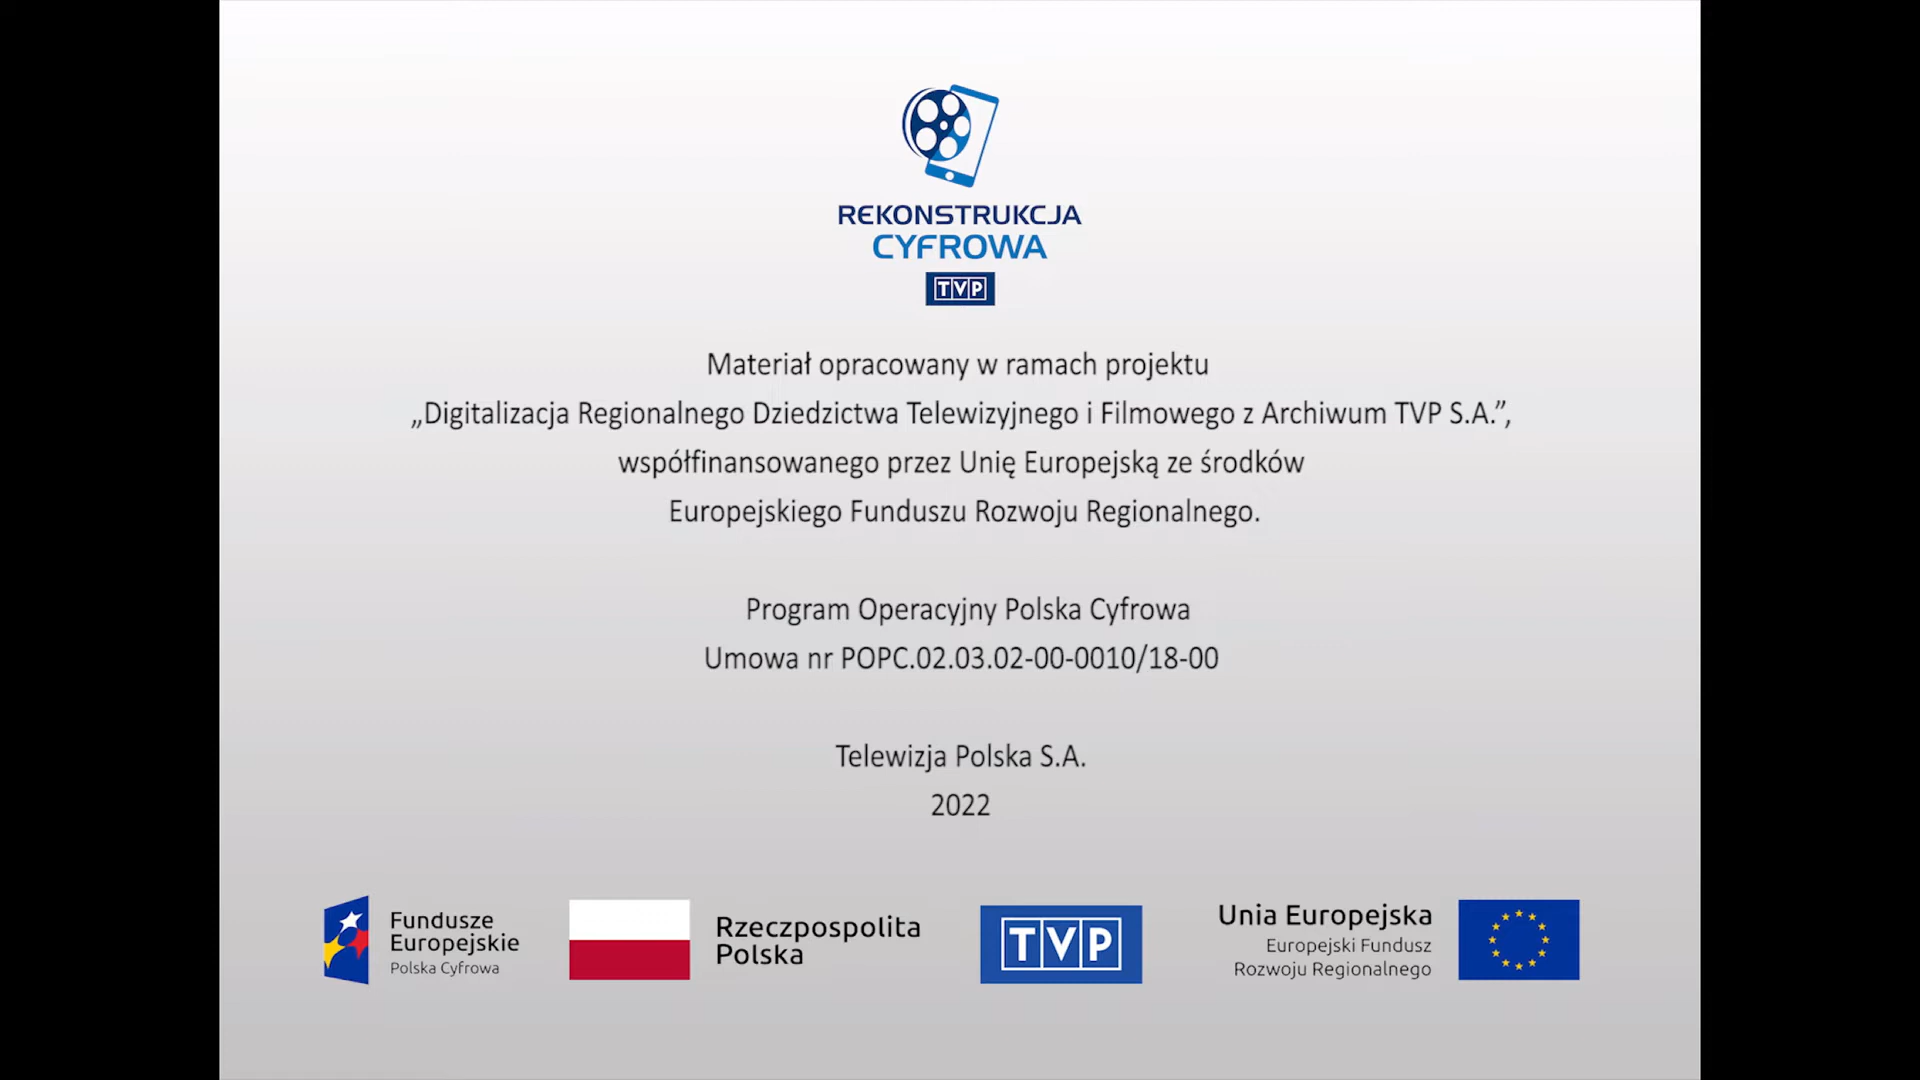 REKONSTRUKCJA
CYFROWA
TVP
Materiał opracowany w ramach projektu
„Digitalizacja Regionalnego Dziedzictwa Telewizyjnego i Filmowego z Archiwum TVP S.A.”,
współfinansowanego przez Unię Europejską ze środków
Europejskiego Funduszu Rozwoju Regionalnego.
Program Operacyjny Polska Cyfrowa
Umowa nr POPC.02.03.02-00-0010/18-00
Telewizja Polska S.A.
2022
Fundusze
Europejskie
Polska Cyfrowa
Rzeczpospolita
Polska
TVP
Unia Europejska
Europejski Fundusz
Rozwoju Regionalnego